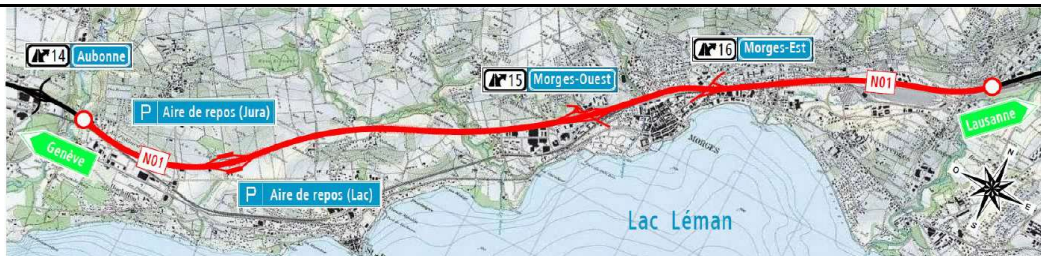 14 Aubonne
P Aire de repos (Jura)
Genève
N01
P Aire de repos (Lac)
15 Morges-Ouest
16 Morges-Est
N01
Lausanne
MORGES
Lac Léman
N
O
E
S